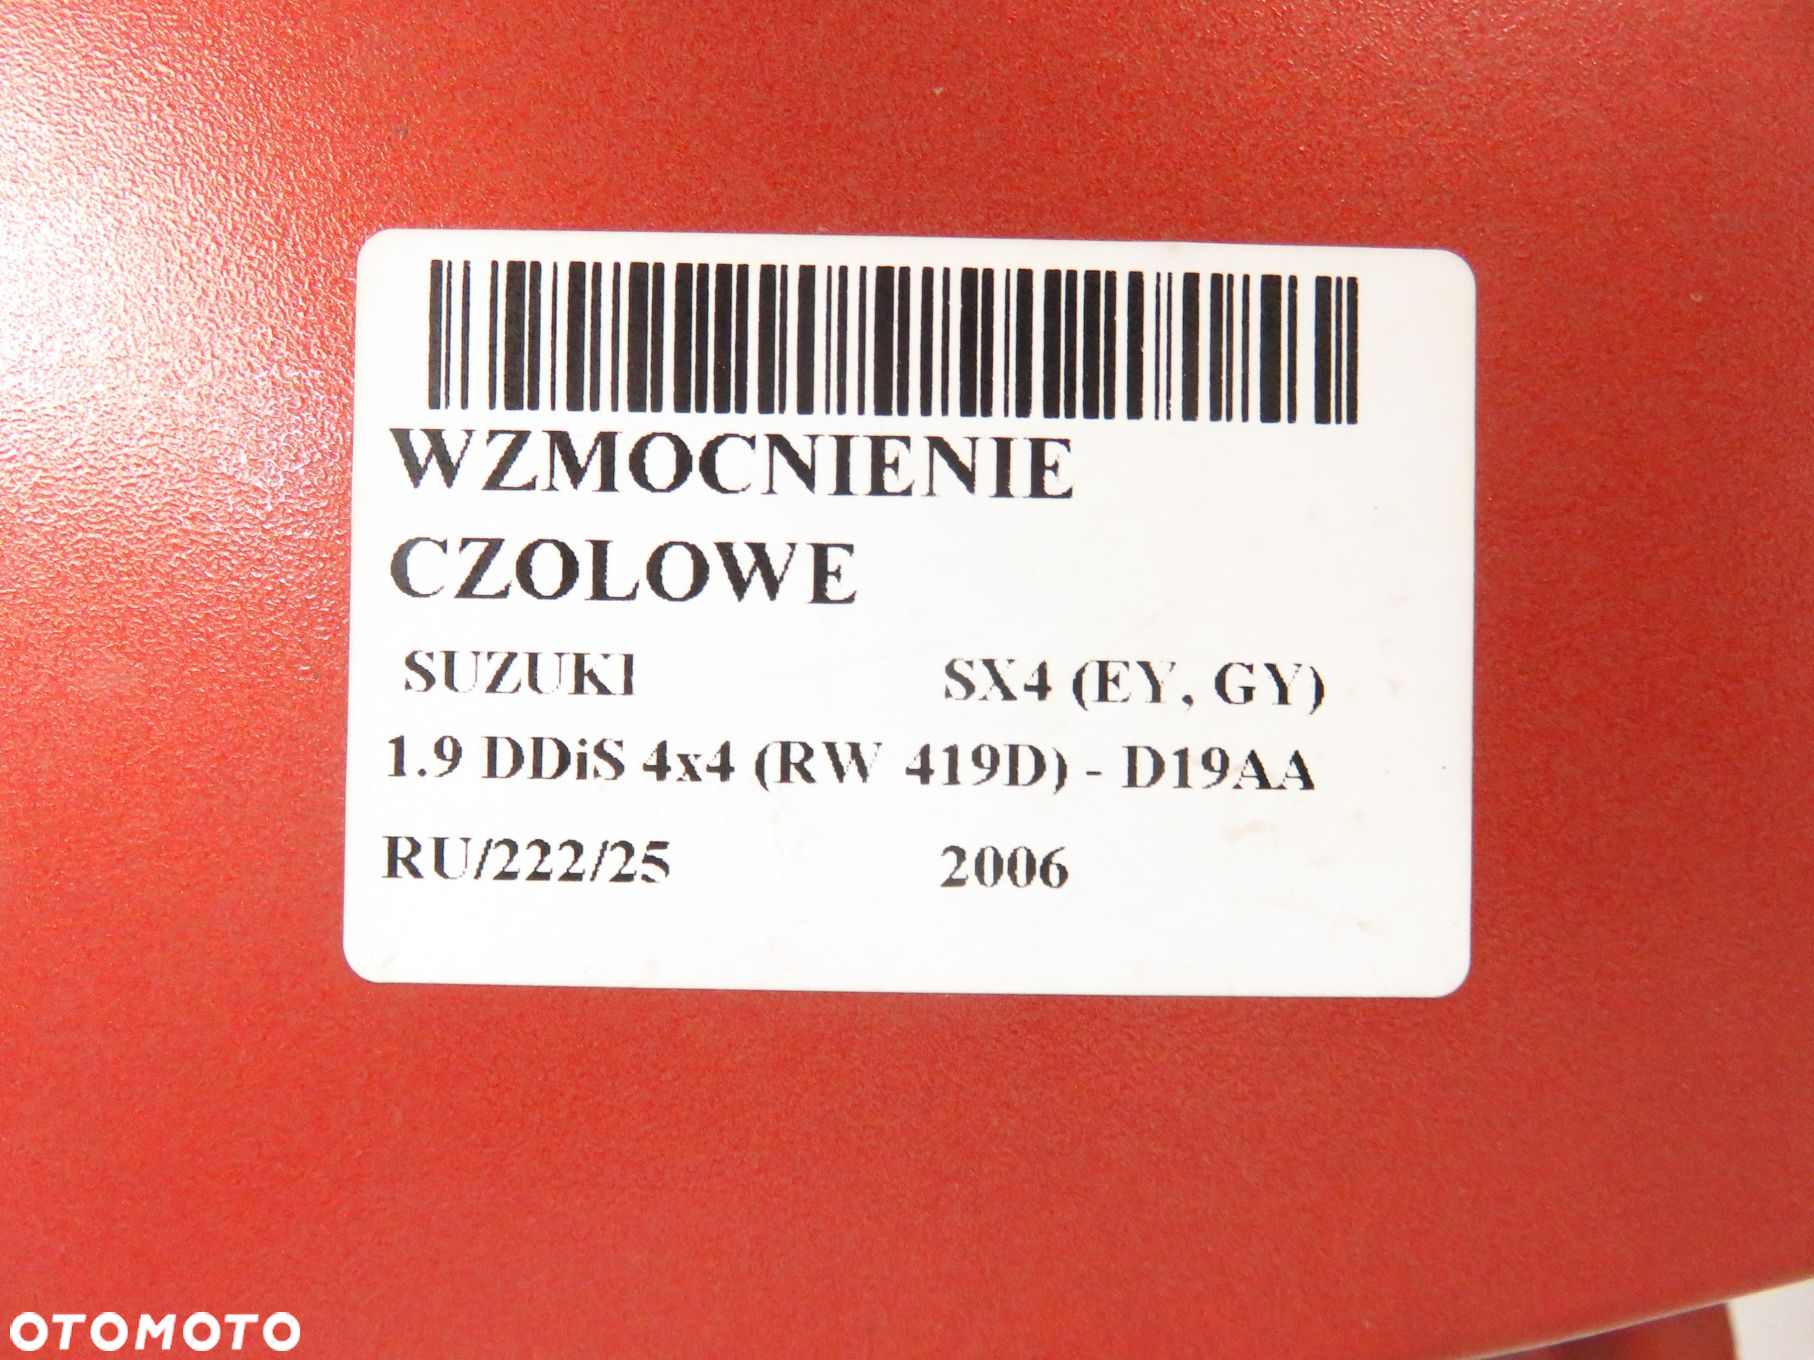 WZMOCNIENIE
CZOLOWE
SUZUKI SX4 (EY, GY)
1.9 DDiS 4x4 (RW 419D) - D19AA
RU/222/25 2006
OTOMOTO